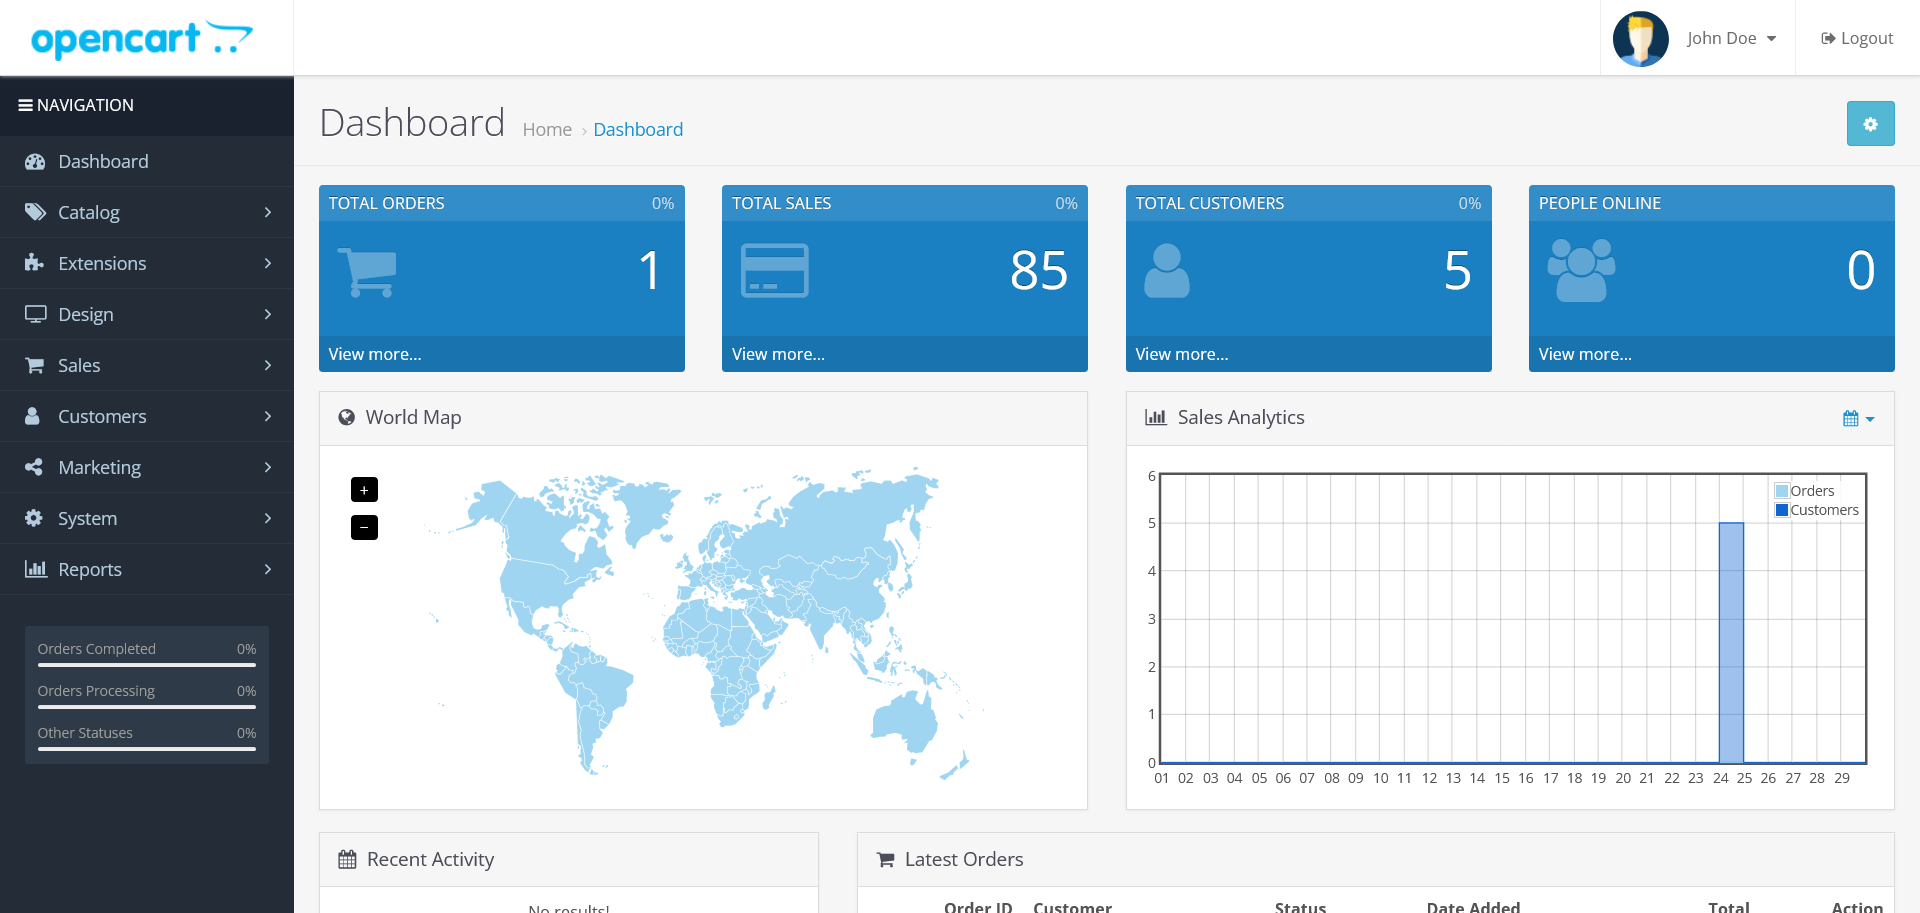 opencart
John Doe
Logout
NAVIGATION
Dashboard
Catalog
Extensions
Design
Sales
Customers
Marketing
System
Reports
Orders Completed 0%
Orders Processing 0%
Other Statuses 0%
Dashboard Home › Dashboard
TOTAL ORDERS 0%
1
View more...
TOTAL SALES 0%
85
View more...
TOTAL CUSTOMERS 0%
5
View more...
PEOPLE ONLINE
0
View more...
World Map
+
−
Sales Analytics
Orders
Customers
6
5
4
3
2
1
0
01 02 03 04 05 06 07 08 09 10 11 12 13 14 15 16 17 18 19 20 21 22 23 24 25 26 27 28 29
Recent Activity
No results!
Latest Orders
Order ID Customer Status Date Added Total Action